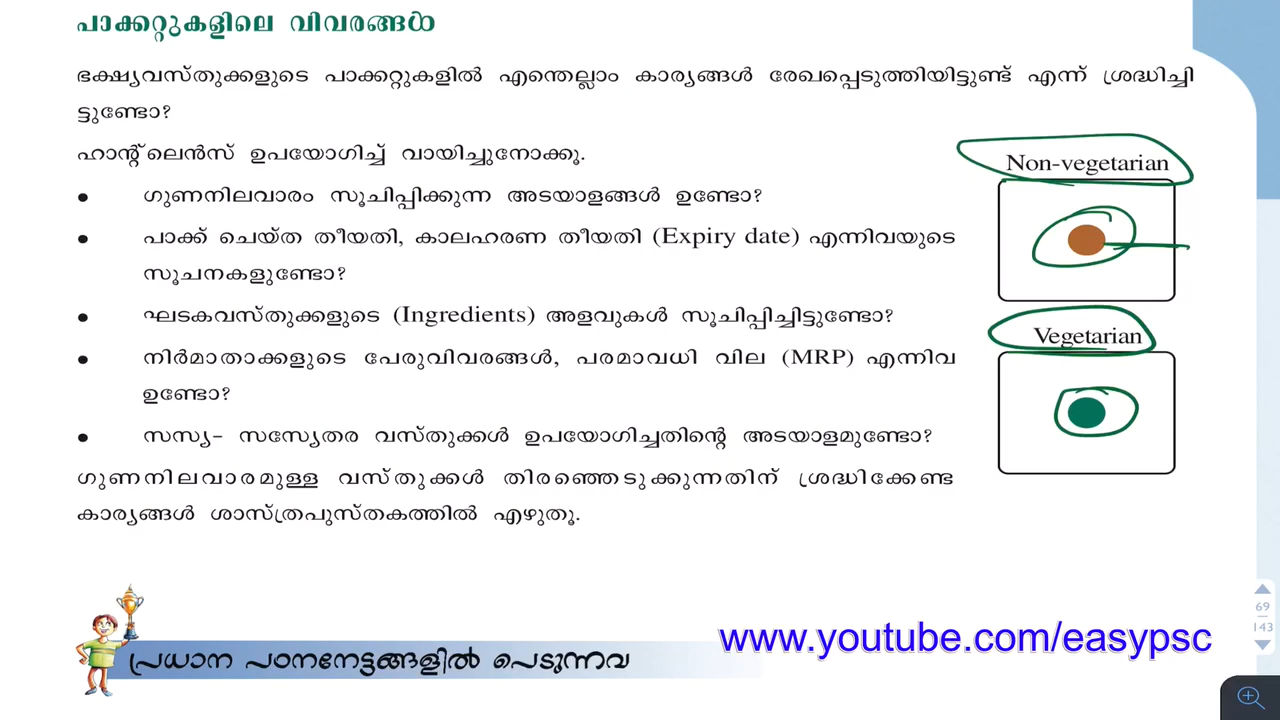 പാക്കറ്റുകളിലെ വിവരങ്ങൾ
ഭക്ഷ്യവസ്തുക്കളുടെ പാക്കറ്റുകളിൽ എന്തെല്ലാം കാര്യങ്ങൾ രേഖപ്പെടുത്തിയിട്ടുണ്ട് എന്ന് ശ്രദ്ധിച്ചി
ട്ടുണ്ടോ?
ഹാന്റ്ലെൻസ് ഉപയോഗിച്ച് വായിച്ചുനോക്കൂ.
• ഗുണനിലവാരം സൂചിപ്പിക്കുന്ന അടയാളങ്ങൾ ഉണ്ടോ?
• പാക്ക് ചെയ്ത തീയതി, കാലഹരണ തീയതി (Expiry date) എന്നിവയുടെ
സൂചനകളുണ്ടോ?
• ഘടകവസ്തുക്കളുടെ (Ingredients) അളവുകൾ സൂചിപ്പിച്ചിട്ടുണ്ടോ?
• നിർമാതാക്കളുടെ പേരുവിവരങ്ങൾ, പരമാവധി വില (MRP) എന്നിവ
ഉണ്ടോ?
• സസ്യ- സസ്യേതര വസ്തുക്കൾ ഉപയോഗിച്ചതിന്റെ അടയാളമുണ്ടോ?
ഗുണനിലവാരമുള്ള വസ്തുക്കൾ തിരഞ്ഞെടുക്കുന്നതിന് ശ്രദ്ധിക്കേണ്ട
കാര്യങ്ങൾ ശാസ്ത്രപുസ്തകത്തിൽ എഴുതൂ.
Non-vegetarian
Vegetarian
www.youtube.com/easypsc
പ്രധാന പഠനനേട്ടങ്ങളിൽ പെടുന്നവ
69
143